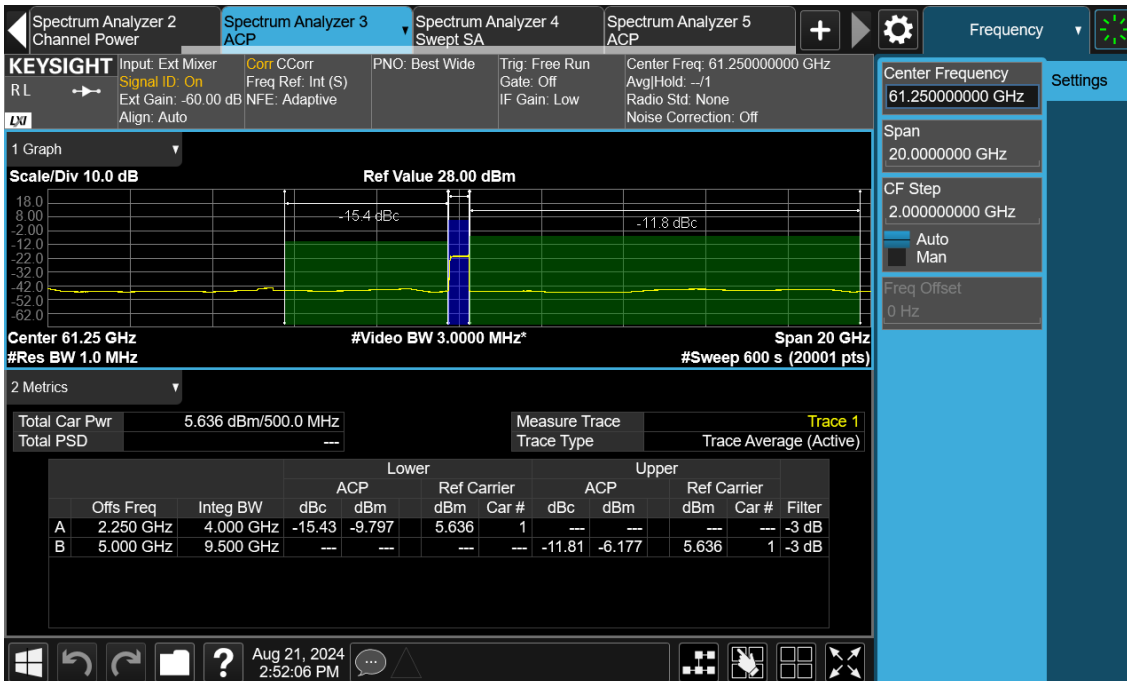 Spectrum Analyzer 2
Channel Power
Spectrum Analyzer 3
ACP
Spectrum Analyzer 4
Swept SA
Spectrum Analyzer 5
ACP
+
Frequency
KEYSIGHT
RL
LXI
Input: Ext Mixer
Signal ID: On
Ext Gain: -60.00 dB
Align: Auto
Corr CCorr
Freq Ref: Int (S)
NFE: Adaptive
PNO: Best Wide
Trig: Free Run
Gate: Off
IF Gain: Low
Center Freq: 61.250000000 GHz
Avg|Hold: --/1
Radio Std: None
Noise Correction: Off
Center Frequency
61.250000000 GHz
Settings
Span
20.0000000 GHz
CF Step
2.000000000 GHz
Auto
Man
Freq Offset
0 Hz
1 Graph
Scale/Div 10.0 dB
Ref Value 28.00 dBm
18.0
8.00
-2.00
-12.0
-22.0
-32.0
-42.0
-52.0
-62.0
-15.4 dBc
-11.8 dBc
Center 61.25 GHz
#Video BW 3.0000 MHz*
Span 20 GHz
#Res BW 1.0 MHz
#Sweep 600 s (20001 pts)
2 Metrics
Total Car Pwr 5.636 dBm/500.0 MHz
Total PSD ---
Measure Trace Trace 1
Trace Type Trace Average (Active)
Lower Upper
ACP Ref Carrier ACP Ref Carrier
Offs Freq Integ BW dBc dBm dBm Car # dBc dBm dBm Car # Filter
A 2.250 GHz 4.000 GHz -15.43 -9.797 5.636 1 --- --- --- --- -3 dB
B 5.000 GHz 9.500 GHz --- --- --- --- -11.81 -6.177 5.636 1 -3 dB
?
Aug 21, 2024
2:52:06 PM